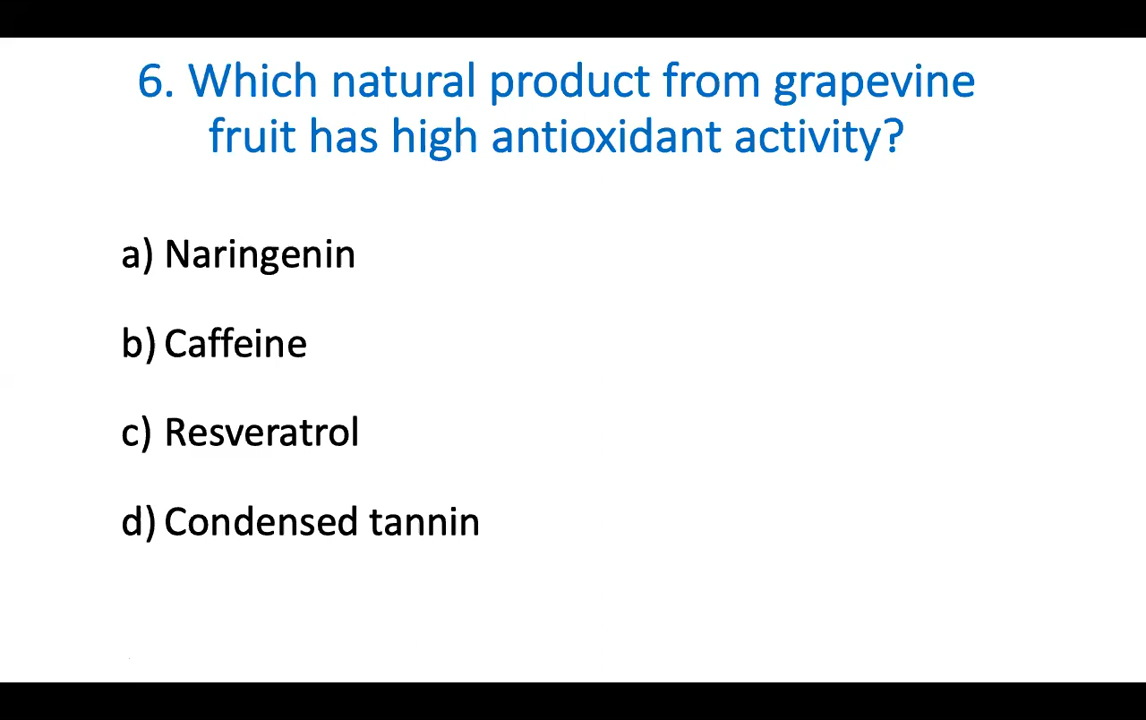 6. Which natural product from grapevine
fruit has high antioxidant activity?
a) Naringenin
b) Caffeine
c) Resveratrol
d) Condensed tannin